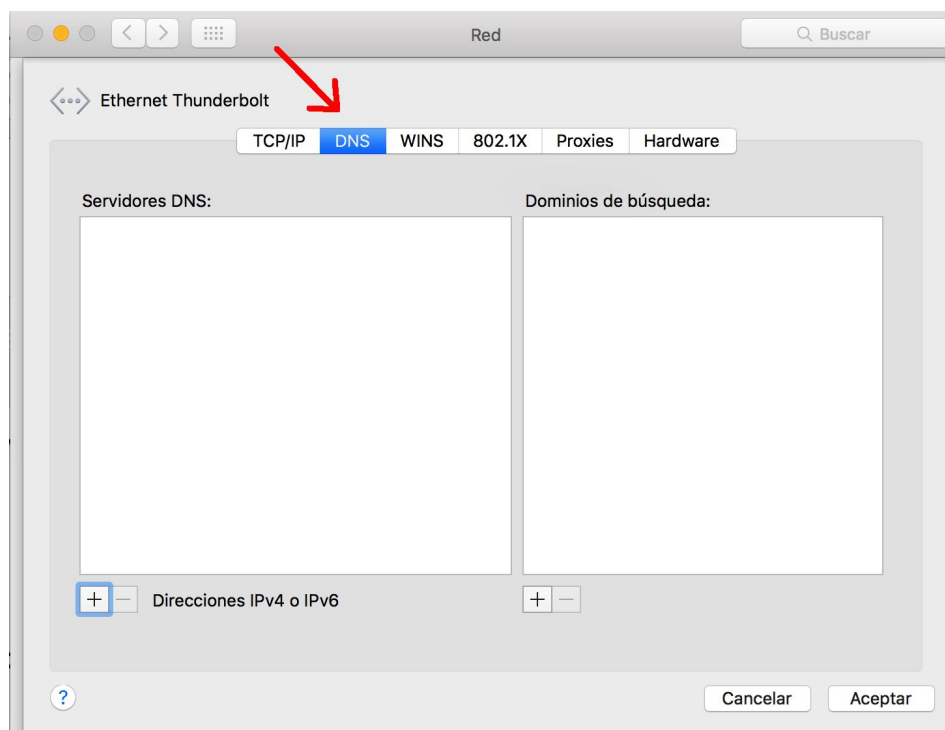 Red
Buscar
Ethernet Thunderbolt
TCP/IP DNS WINS 802.1X Proxies Hardware
Servidores DNS: Dominios de búsqueda:
+ − Direcciones IPv4 o IPv6 + −
? Cancelar Aceptar